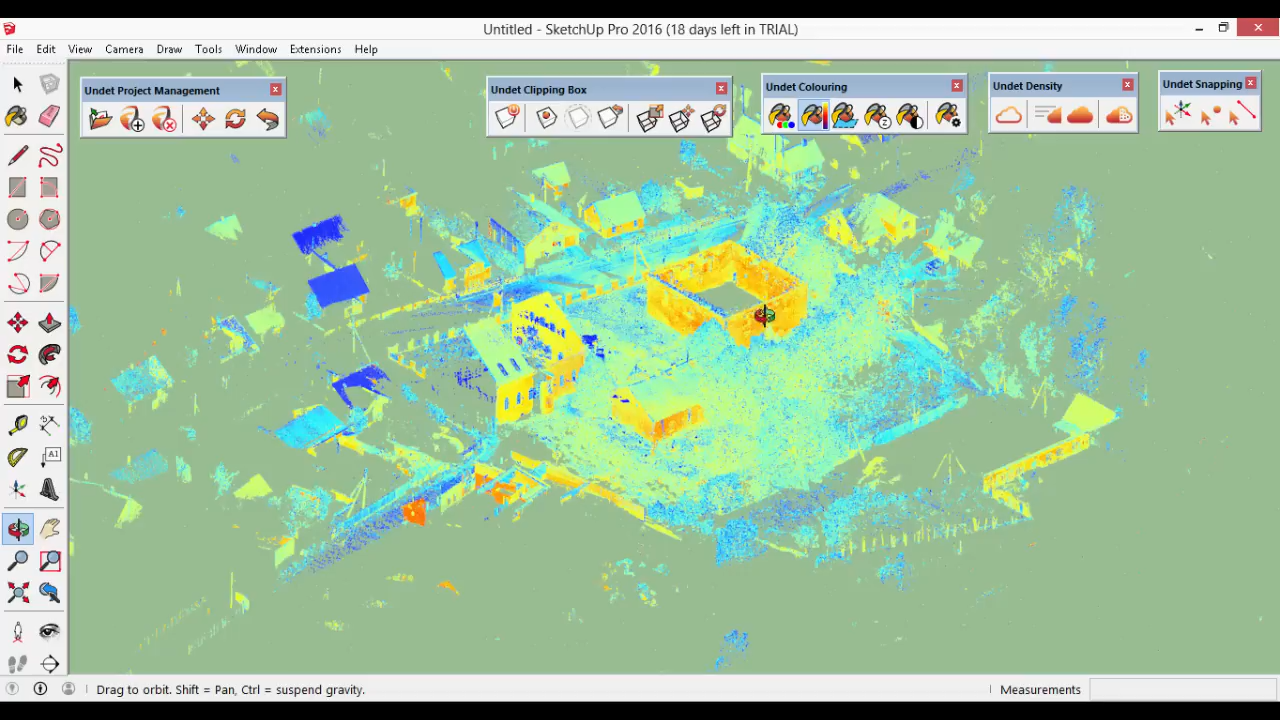 Untitled - SketchUp Pro 2016 (18 days left in TRIAL)
File Edit View Camera Draw Tools Window Extensions Help
Undet Project Management
Undet Clipping Box
Undet Colouring
Undet Density
Undet Snapping
Z
A1
Drag to orbit. Shift = Pan, Ctrl = suspend gravity.
Measurements